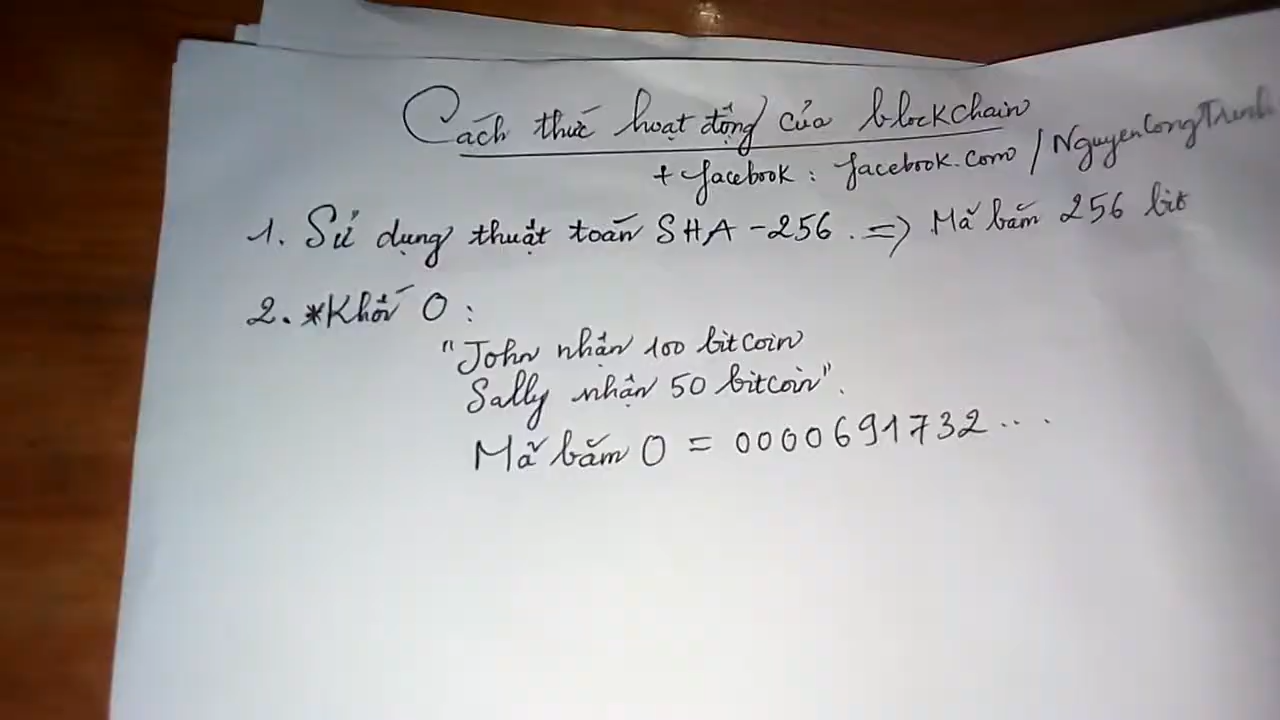 Cách thức hoạt động của blockchain
+ facebook: facebook.com/NguyenCongTrinh
1. Sử dụng thuật toán SHA-256. => Mã băm 256 bit
2. *Khối 0:
"John nhận 100 bitcoin
Sally nhận 50 bitcoin".
Mã băm 0 = 0000691732...